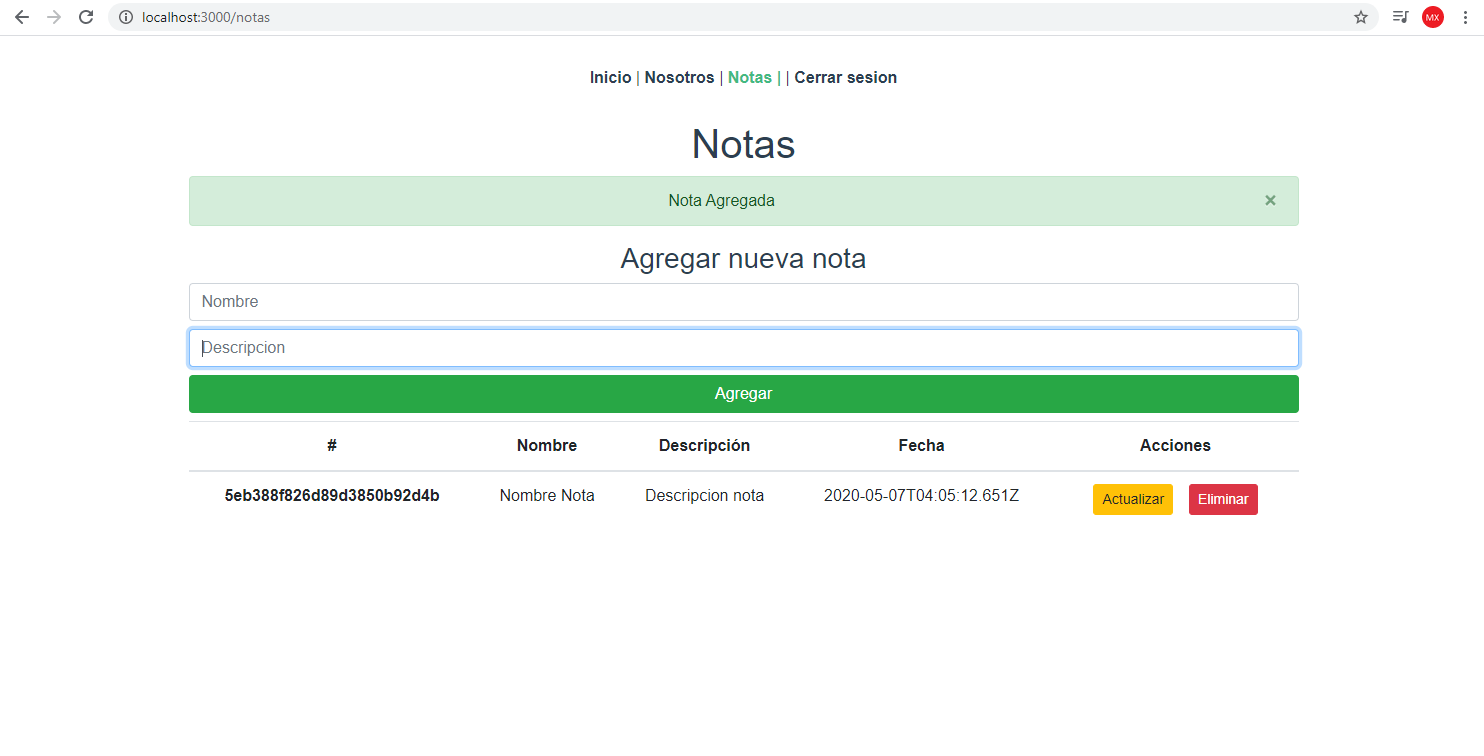 localhost:3000/notas
MX
Inicio | Nosotros | Notas | | Cerrar sesion
Notas
Nota Agregada ×
Agregar nueva nota
Nombre
Descripcion
Agregar
# Nombre Descripción Fecha Acciones
5eb388f826d89d3850b92d4b Nombre Nota Descripcion nota 2020-05-07T04:05:12.651Z Actualizar Eliminar